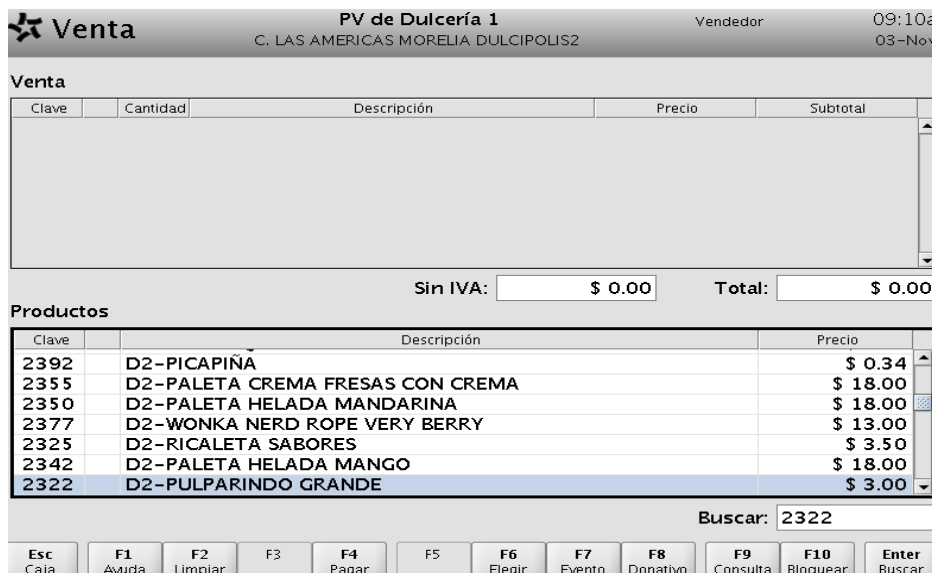 Venta
PV de Dulcería 1
C. LAS AMERICAS MORELIA DULCIPOLIS2
Vendedor
09:10a
03-Nov
Venta
Clave Cantidad Descripción Precio Subtotal
Sin IVA: $ 0.00 Total: $ 0.00
Productos
Clave Descripción Precio
2392 D2-PICAPIÑA $ 0.34
2355 D2-PALETA CREMA FRESAS CON CREMA $ 18.00
2350 D2-PALETA HELADA MANDARINA $ 18.00
2377 D2-WONKA NERD ROPE VERY BERRY $ 13.00
2325 D2-RICALETA SABORES $ 3.50
2342 D2-PALETA HELADA MANGO $ 18.00
2322 D2-PULPARINDO GRANDE $ 3.00
Buscar: 2322
Esc F1 F2 F3 F4 F5 F6 F7 F8 F9 F10 Enter
Caja Ayuda Limpiar Pagar Elegir Evento Donativo Consulta Bloquear Buscar